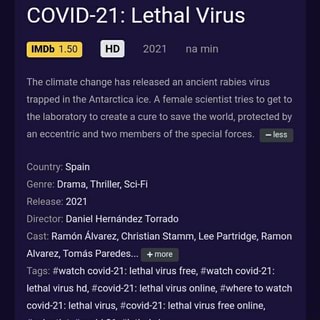 COVID-21: Lethal Virus
IMDb 1.50 HD 2021 na min
The climate change has released an ancient rabies virus
trapped in the Antarctica ice. A female scientist tries to get to
the laboratory to create a cure to save the world, protected by
an eccentric and two members of the special forces. − less
Country: Spain
Genre: Drama, Thriller, Sci-Fi
Release: 2021
Director: Daniel Hernández Torrado
Cast: Ramón Álvarez, Christian Stamm, Lee Partridge, Ramon
Alvarez, Tomás Paredes... + more
Tags: #watch covid-21: lethal virus free, #watch covid-21:
lethal virus hd, #covid-21: lethal virus online, #where to watch
covid-21: lethal virus, #covid-21: lethal virus free online,